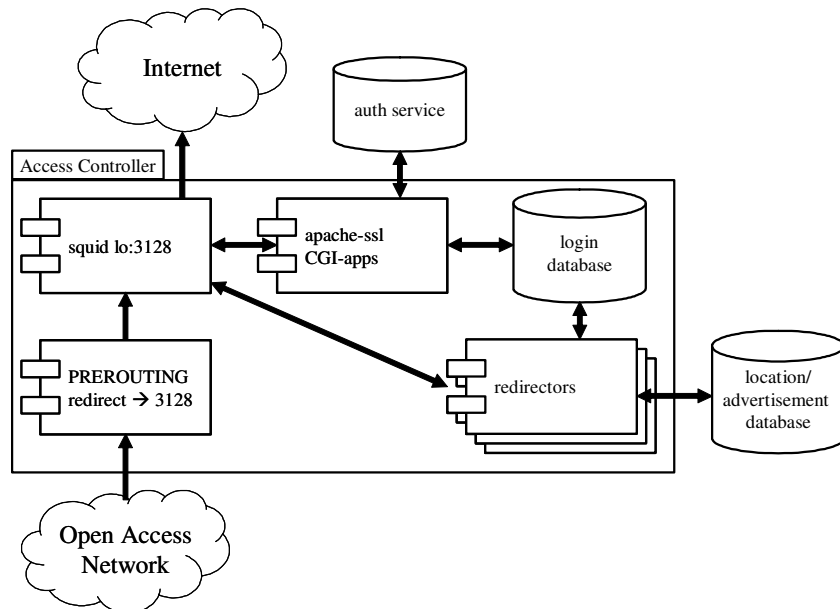 Internet
auth service
Access Controller
squid lo:3128
apache-ssl
CGI-apps
login
database
PREROUTING
redirect → 3128
redirectors
location/
advertisement
database
Open Access
Network